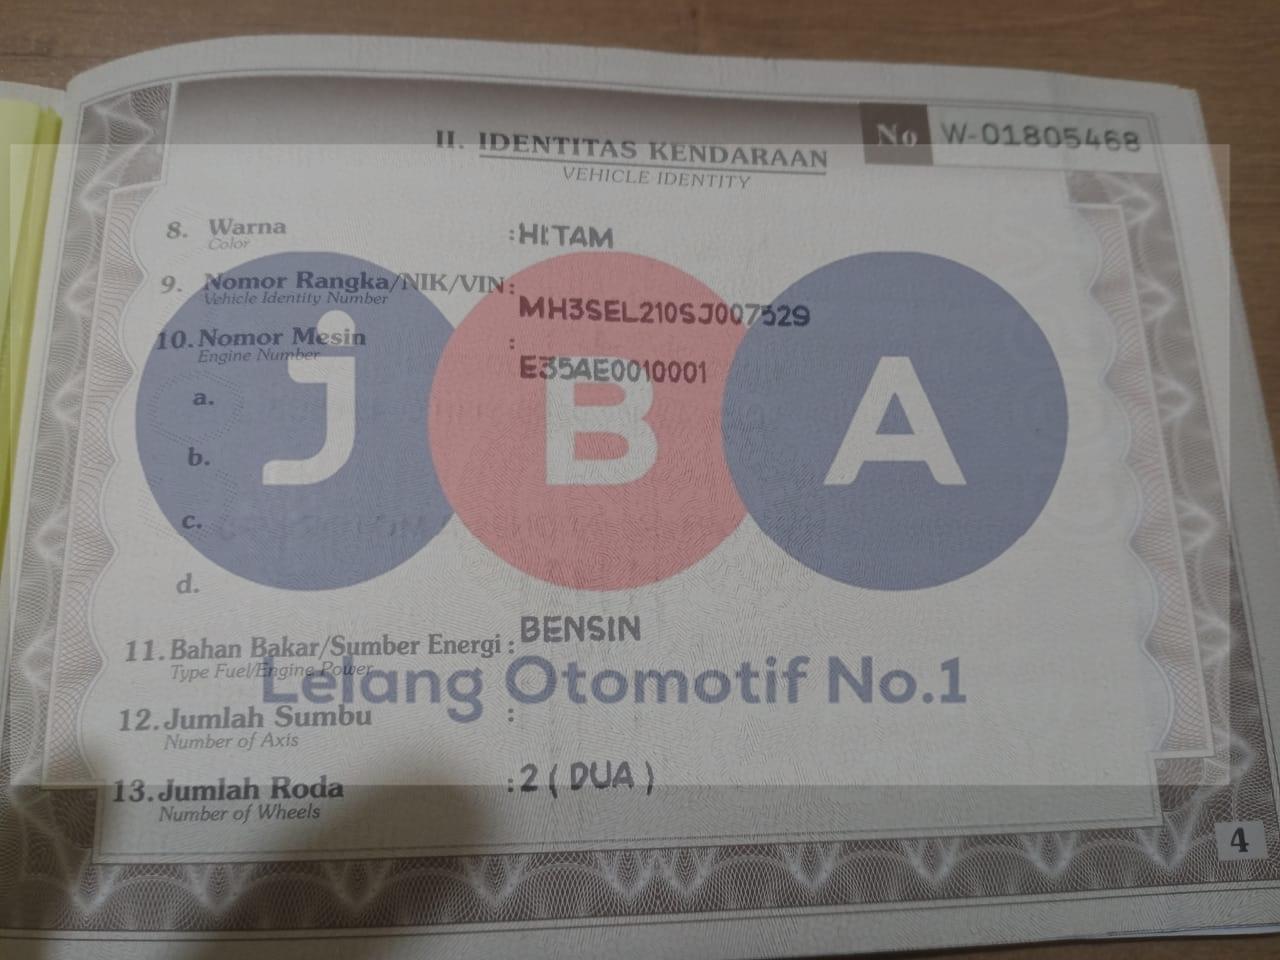 No W-01805468
II. IDENTITAS KENDARAAN
VEHICLE IDENTITY
8. Warna : HITAM
Color
9. Nomor Rangka/NIK/VIN :
Vehicle Identity Number
MH3SEL210SJ007529
10. Nomor Mesin :
Engine Number
E35AE0010001
a.
b.
c.
d.
j B A
11. Bahan Bakar/Sumber Energi : BENSIN
Type Fuel/Engine Power
Lelang Otomotif No.1
12. Jumlah Sumbu :
Number of Axis
13. Jumlah Roda : 2 ( DUA )
Number of Wheels
4